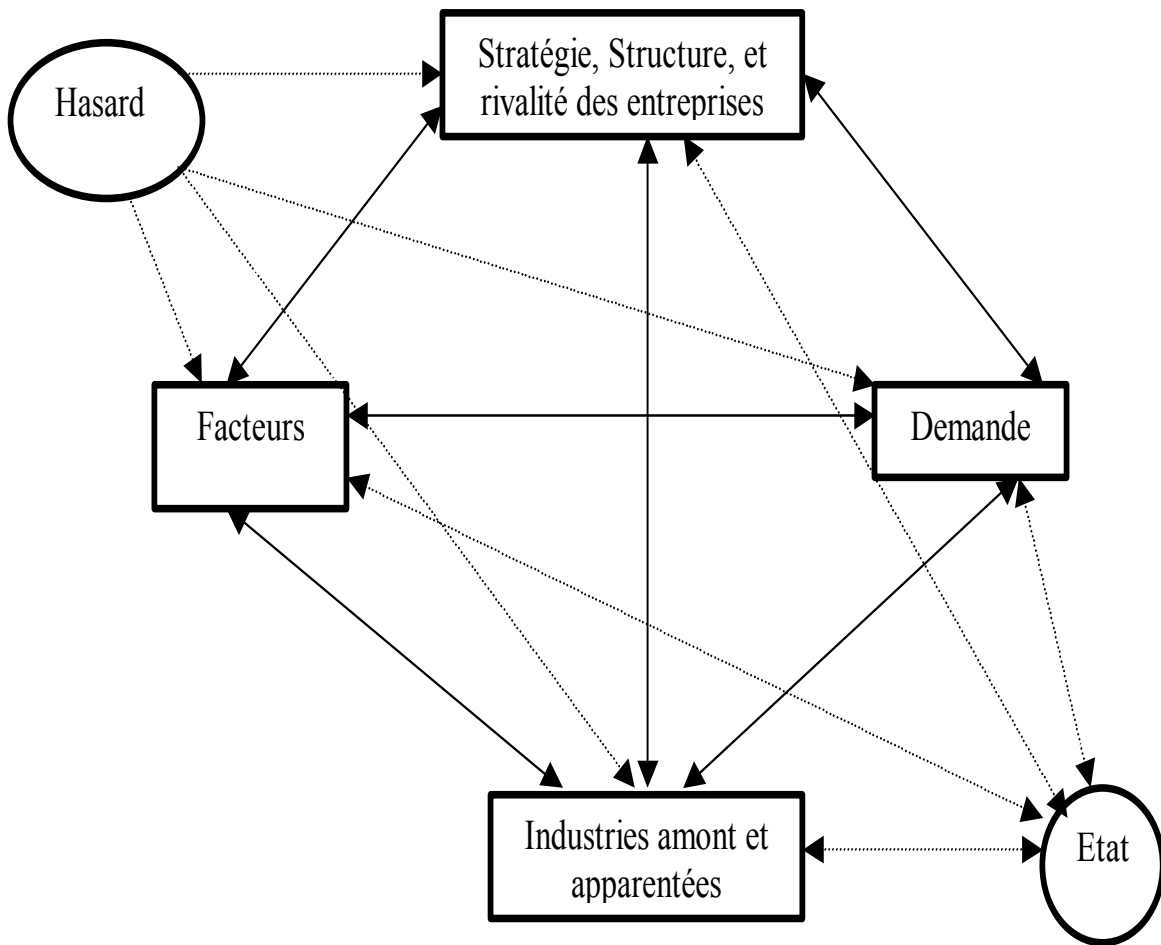 Hasard
Stratégie, Structure, et
rivalité des entreprises
Facteurs
Demande
Industries amont et
apparentées
Etat